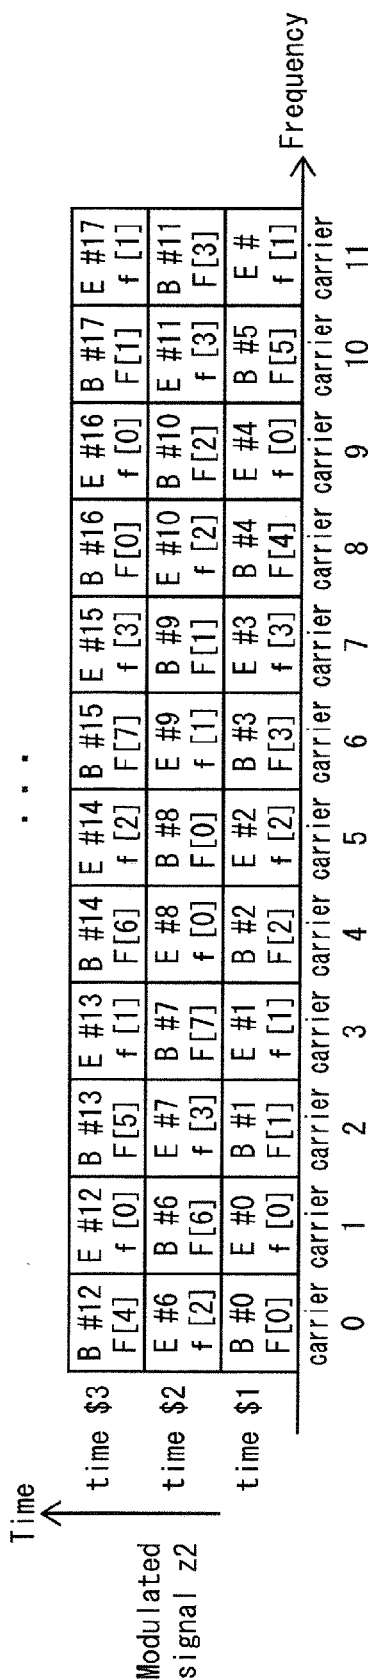 Time
...
Modulated
signal z2
time $3
B #12 E #12 B #13 E #13 B #14 E #14 B #15 E #15 B #16 E #16 B #17 E #17
F[4] f [0] F[5] f [1] F[6] f [2] F[7] f [3] F[0] f [0] F[1] f [1]
time $2
E #6 B #6 E #7 B #7 E #8 B #8 E #9 B #9 E #10 B #10 E #11 B #11
f [2] F[6] f [3] F[7] f [0] F[0] f [1] F[1] f [2] F[2] f [3] F[3]
time $1
B #0 E #0 B #1 E #1 B #2 E #2 B #3 E #3 B #4 E #4 B #5 E #
F[0] f [0] F[1] f [1] F[2] f [2] F[3] f [3] F[4] f [0] F[5] f [1]
Frequency
carrier carrier carrier carrier carrier carrier carrier carrier carrier carrier carrier carrier
0 1 2 3 4 5 6 7 8 9 10 11